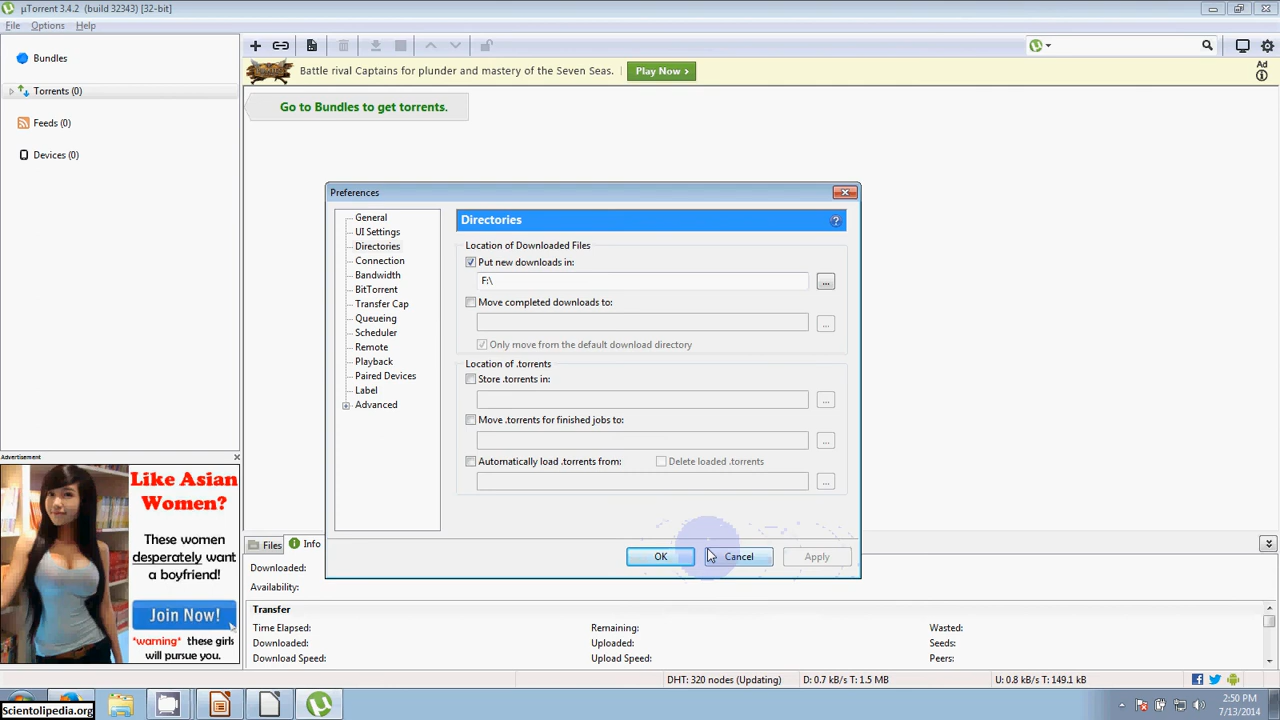 µTorrent 3.4.2 (build 32343) [32-bit]
File Options Help
Bundles
Torrents (0)
Feeds (0)
Devices (0)
Battle rival Captains for plunder and mastery of the Seven Seas.
Play Now >
Ad
Go to Bundles to get torrents.
Preferences
General
UI Settings
Directories
Connection
Bandwidth
BitTorrent
Transfer Cap
Queueing
Scheduler
Remote
Playback
Paired Devices
Label
Advanced
Directories
Location of Downloaded Files
Put new downloads in:
F:\
...
Move completed downloads to:
...
Only move from the default download directory
Location of .torrents
Store .torrents in:
...
Move .torrents for finished jobs to:
...
Automatically load .torrents from:
Delete loaded .torrents
...
OK
Cancel
Apply
Advertisement
Like Asian
Women?
These women
desperately want
a boyfriend!
Join Now!
*warning* these girls
will pursue you.
Files
Info
Downloaded:
Availability:
Transfer
Time Elapsed:
Remaining:
Wasted:
Downloaded:
Uploaded:
Seeds:
Download Speed:
Upload Speed:
Peers:
DHT: 320 nodes (Updating)
D: 0.7 kB/s T: 1.5 MB
U: 0.8 kB/s T: 149.1 kB
Scientolipedia.org
2:50 PM
7/13/2014